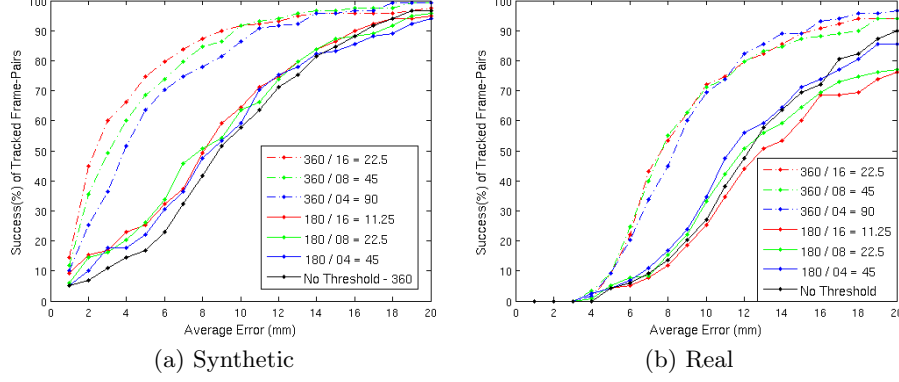 100
90
80
70
60
50
40
30
20
10
0
Success(%) of Tracked Frame-Pairs
360 / 16 = 22.5
360 / 08 = 45
360 / 04 = 90
180 / 16 = 11.25
180 / 08 = 22.5
180 / 04 = 45
No Threshold - 360
0 2 4 6 8 10 12 14 16 18 20
Average Error (mm)
(a) Synthetic
100
90
80
70
60
50
40
30
20
10
0
Success(%) of Tracked Frame-Pairs
360 / 16 = 22.5
360 / 08 = 45
360 / 04 = 90
180 / 16 = 11.25
180 / 08 = 22.5
180 / 04 = 45
No Threshold
0 2 4 6 8 10 12 14 16 18 20
Average Error (mm)
(b) Real